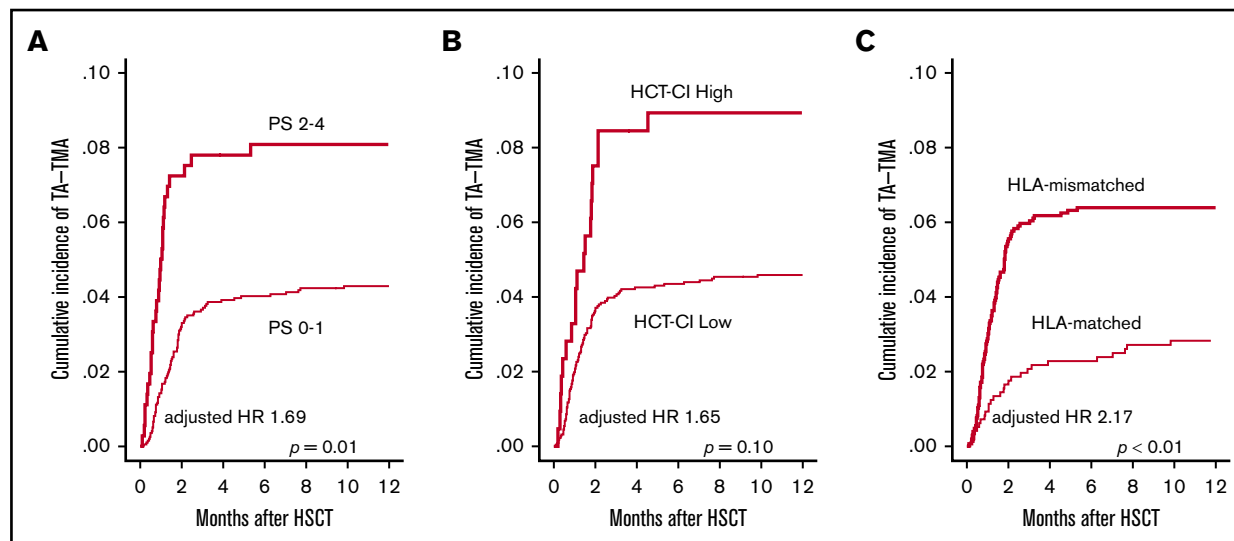 A
Cumulative incidence of TA–TMA
.10
.08
.06
.04
.02
.00
PS 2-4
PS 0-1
adjusted HR 1.69
p = 0.01
0 2 4 6 8 10 12
Months after HSCT
B
Cumulative incidence of TA–TMA
.10
.08
.06
.04
.02
.00
HCT-CI High
HCT-CI Low
adjusted HR 1.65
p = 0.10
0 2 4 6 8 10 12
Months after HSCT
C
Cumulative incidence of TA–TMA
.10
.08
.06
.04
.02
.00
HLA-mismatched
HLA-matched
adjusted HR 2.17
p < 0.01
0 2 4 6 8 10 12
Months after HSCT